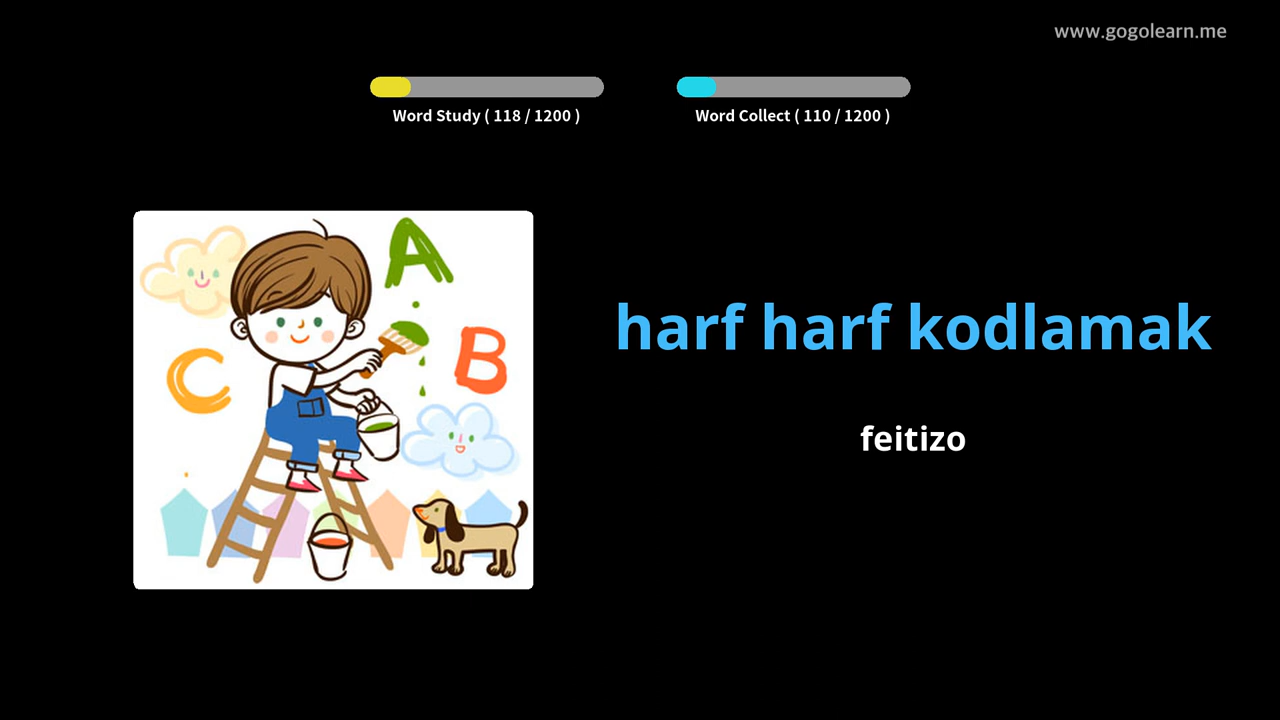 www.gogolearn.me
Word Study ( 118 / 1200 )
Word Collect ( 110 / 1200 )
A
B
C
harf harf kodlamak
feitizo